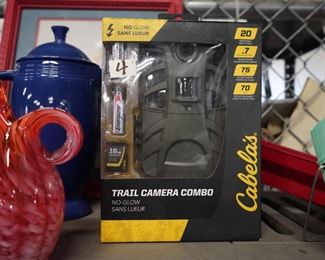 NO-GLOW
SANS LUEUR
20
.7
75
70
4
16
TRAIL CAMERA COMBO
NO-GLOW
SANS LUEUR
Cabela's